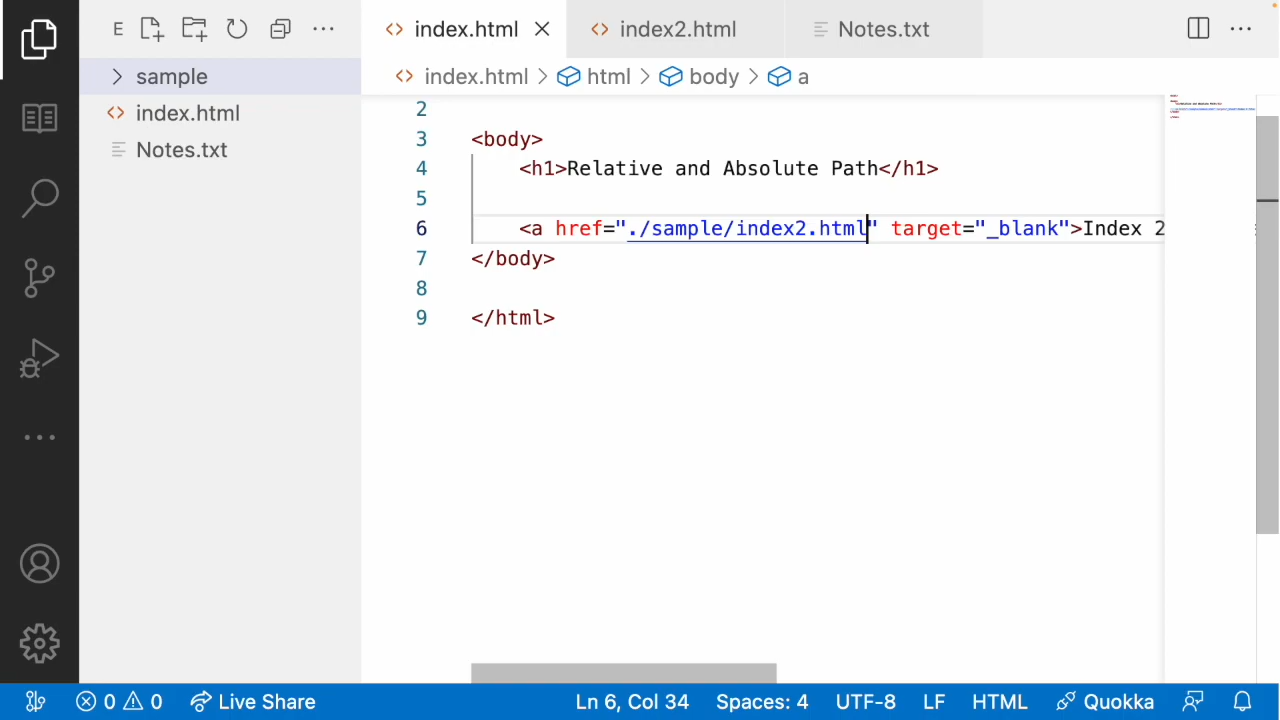 E
index.html
index2.html
Notes.txt
sample
index.html
Notes.txt
index.html > html > body > a
2
3 <body>
4 <h1>Relative and Absolute Path</h1>
5
6 <a href="./sample/index2.html" target="_blank">Index 2
7 </body>
8
9 </html>
0 0 Live Share Ln 6, Col 34 Spaces: 4 UTF-8 LF HTML Quokka